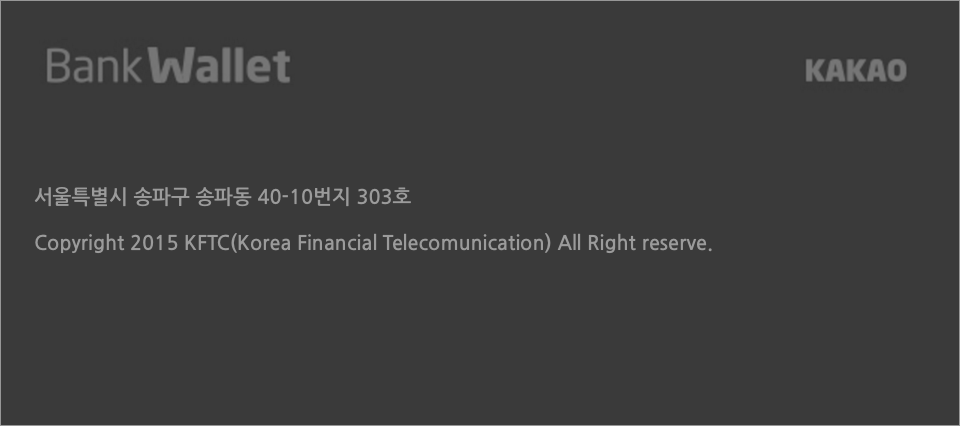 BankWallet KAKAO
서울특별시 송파구 송파동 40-10번지 303호
Copyright 2015 KFTC(Korea Financial Telecomunication) All Right reserve.